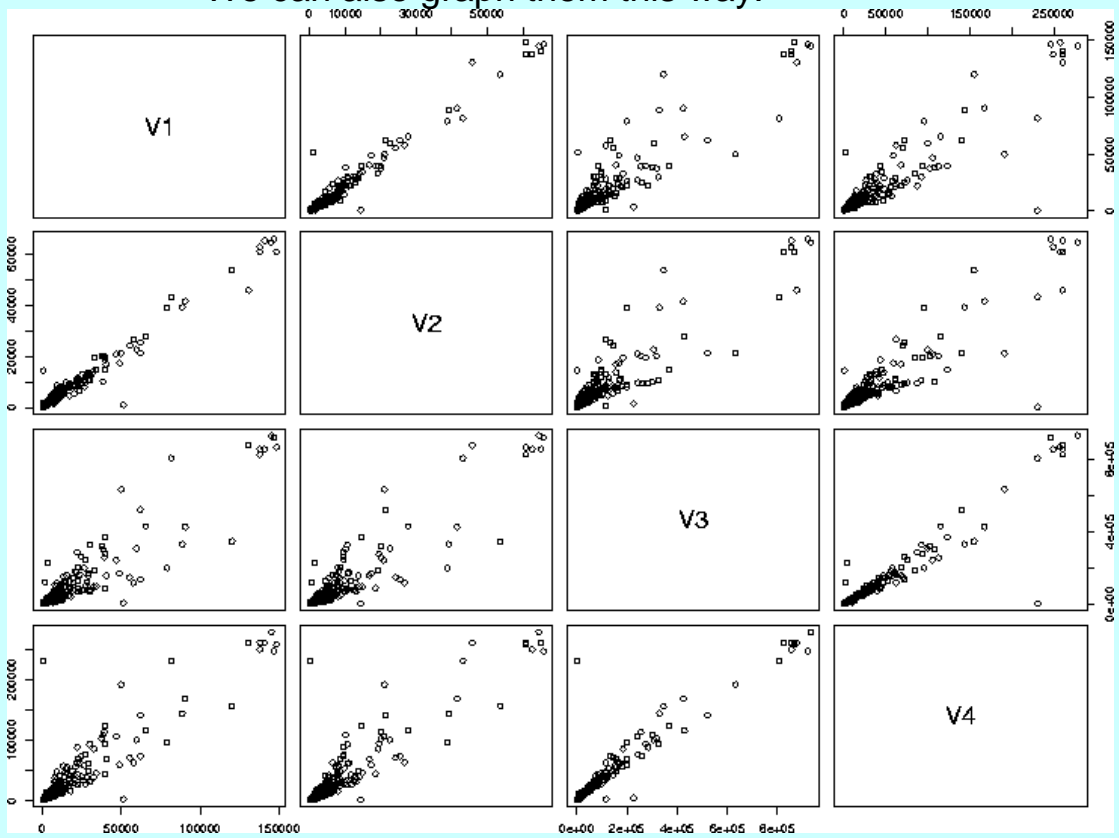 We can also graph them this way:
0 10000 30000 50000
0 50000 150000 250000
V1
0 50000 100000 150000
0 20000 40000 60000
V2
V3
0e+00 4e+05 8e+05
0 100000 200000
V4
0 50000 100000 150000
0e+00 2e+05 4e+05 6e+05 8e+05